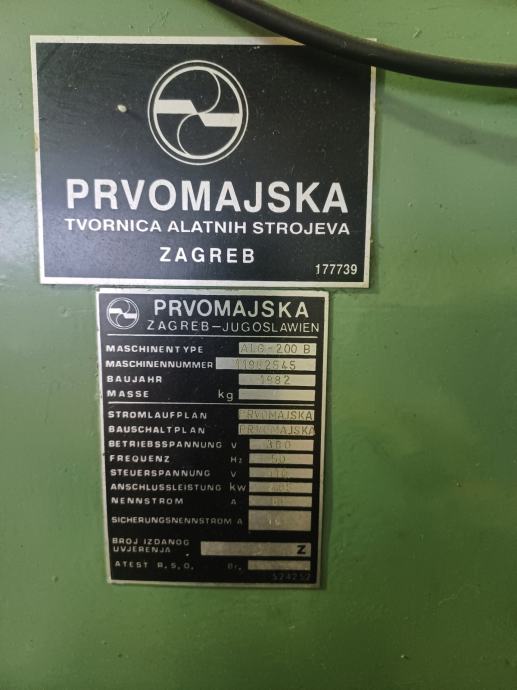 PRVOMAJSKA
TVORNICA ALATNIH STROJEVA
ZAGREB
177739
PRVOMAJSKA
ZAGREB-JUGOSLAWIEN
MASCHINENTYPE ALG-200 B
MASCHINENNUMMER
BAUJAHR 1982
MASSE kg
STROMLAUFPLAN PRVOMAJSKA
BAUSCHALTPLAN PRVOMAJSKA
BETRIEBSSPANNUNG V 380
FREQUENZ Hz 50
STEUERSPANNUNG V
ANSCHLUSSLEISTUNG kW
NENNSTROM A
SICHERUNGSNENNSTROM A
BROJ IZDANOG
UVJERENJA Z
ATEST R.S.O. Br.
524252